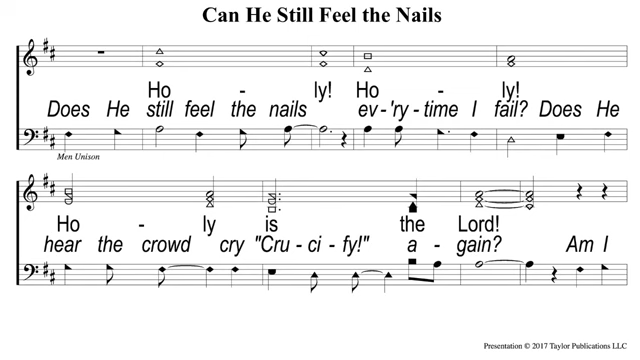 Can He Still Feel the Nails
Ho - ly! Ho - ly!
Does He still feel the nails ev-'ry-time I fail? Does He
Men Unison
Ho - ly is the Lord!
hear the crowd cry "Cru-ci-fy!" a-gain? Am I
Presentation © 2017 Taylor Publications LLC